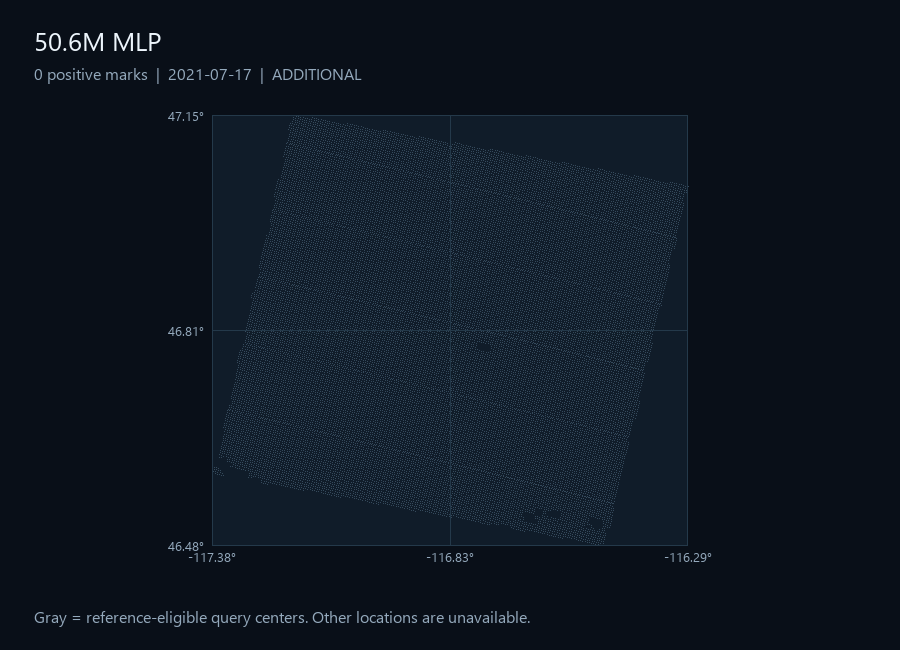 50.6M MLP
0 positive marks | 2021-07-17 | ADDITIONAL
47.15°
46.81°
46.48°
-117.38°
-116.83°
-116.29°
Gray = reference-eligible query centers. Other locations are unavailable.